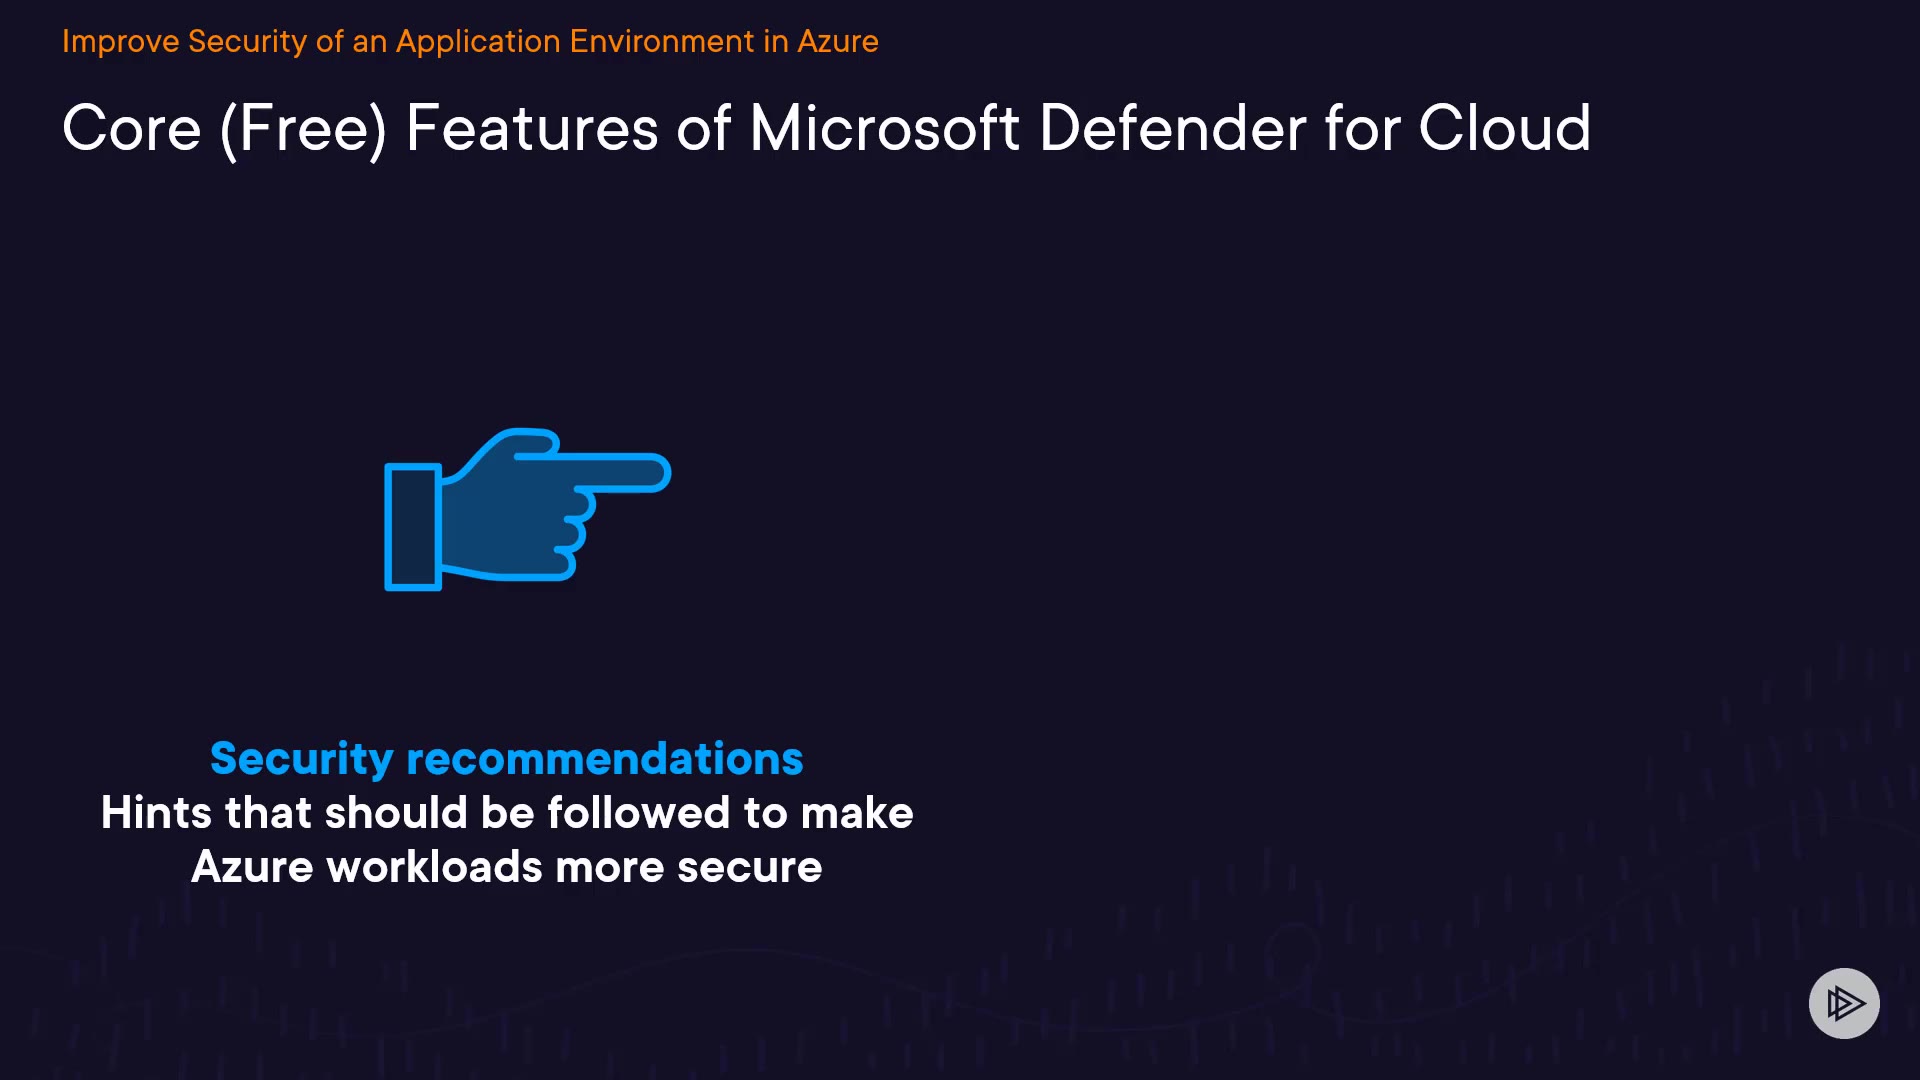 Improve Security of an Application Environment in Azure
Core (Free) Features of Microsoft Defender for Cloud
Security recommendations
Hints that should be followed to make
Azure workloads more secure